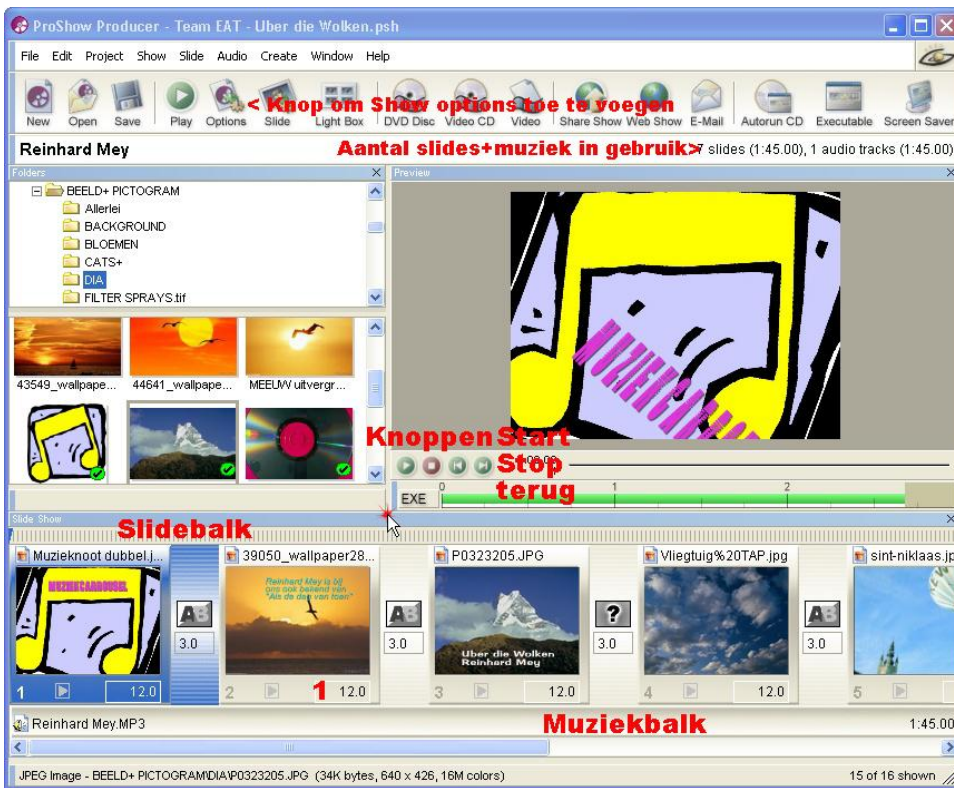 ProShow Producer - Team EAT - Uber die Wolken.psh
File Edit Project Show Slide Audio Create Window Help
< Knop om Show options toe te voegen
New Open Save Play Options Slide Light Box DVD Disc Video CD Video Share Show Web Show E-Mail Autorun CD Executable Screen Saver
Reinhard Mey
Aantal slides+muziek in gebruik>
7 slides (1:45.00), 1 audio tracks (1:45.00)
Folders
Preview
BEELD+ PICTOGRAM
Allerlei
BACKGROUND
BLOEMEN
CATS+
DIA
FILTER SPRAYS.tif
43549_wallpape... 44641_wallpape... MEEUW uitvergr...
Knoppen Start
Stop
terug
EXE 0 1 2
Slide Show
Slidebalk
Muzieknoot dubbel.j... 39050_wallpaper28... P0323205.JPG Vliegtuig%20TAP.jpg sint-niklaas.jp
MUZIEKCARROUSEL
Reinhard Mey is bij
ons ook bekend van
"Als de dag van toen"
AB AB ? AB
3.0 3.0 3.0 3.0
Uber die Wolken
Reinhard Mey
1 12.0 2 1 12.0 3 12.0 4 12.0 5
Reinhard Mey.MP3 Muziekbalk 1:45.00
JPEG Image - BEELD+ PICTOGRAM\DIA\P0323205.JPG (34K bytes, 640 x 426, 16M colors) 15 of 16 shown